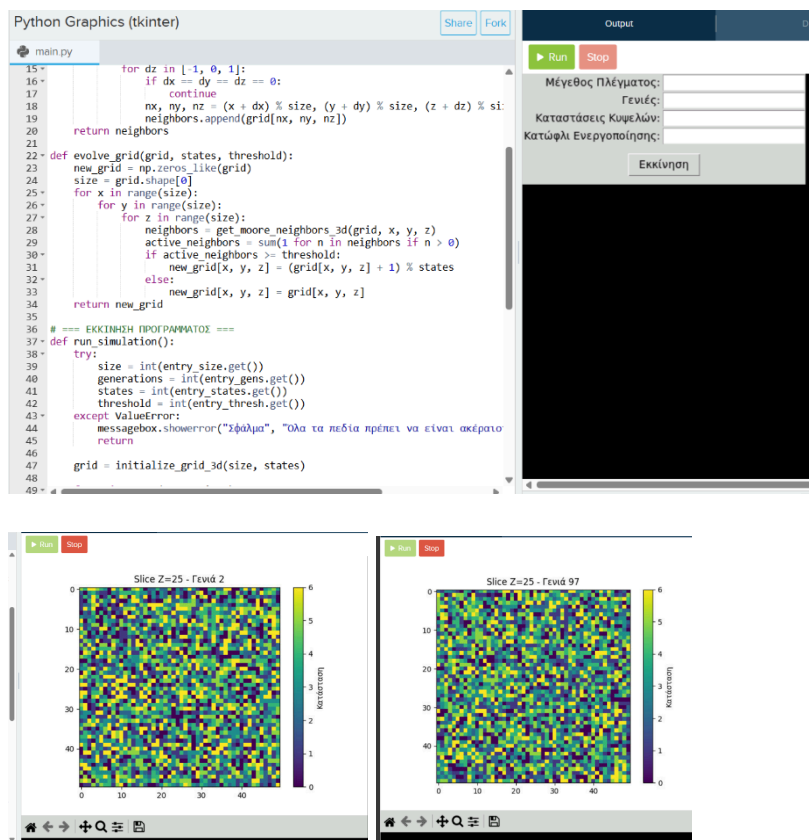 Python Graphics (tkinter)
Share
Fork
main.py
15 for dz in [-1, 0, 1]:
16 if dx == dy == dz == 0:
17 continue
18 nx, ny, nz = (x + dx) % size, (y + dy) % size, (z + dz) % si
19 neighbors.append(grid[nx, ny, nz])
20 return neighbors
21
22 def evolve_grid(grid, states, threshold):
23 new_grid = np.zeros_like(grid)
24 size = grid.shape[0]
25 for x in range(size):
26 for y in range(size):
27 for z in range(size):
28 neighbors = get_moore_neighbors_3d(grid, x, y, z)
29 active_neighbors = sum(1 for n in neighbors if n > 0)
30 if active_neighbors >= threshold:
31 new_grid[x, y, z] = (grid[x, y, z] + 1) % states
32 else:
33 new_grid[x, y, z] = grid[x, y, z]
34 return new_grid
35
36 # === ΕΚΚΙΝΗΣΗ ΠΡΟΓΡΑΜΜΑΤΟΣ ===
37 def run_simulation():
38 try:
39 size = int(entry_size.get())
40 generations = int(entry_gens.get())
41 states = int(entry_states.get())
42 threshold = int(entry_thresh.get())
43 except ValueError:
44 messagebox.showerror("Σφάλμα", "Όλα τα πεδία πρέπει να είναι ακέραιο
45 return
46
47 grid = initialize_grid_3d(size, states)
48
49
Output
D
Run
Stop
Μέγεθος Πλέγματος:
Γενιές:
Καταστάσεις Κυψελών:
Κατώφλι Ενεργοποίησης:
Εκκίνηση
Run
Stop
Slice Z=25 - Γενιά 2
0
10
20
30
40
0 10 20 30 40
6
5
4
3
2
1
0
Κατάσταση
Run
Stop
Slice Z=25 - Γενιά 97
0
10
20
30
40
0 10 20 30 40
6
5
4
3
2
1
0
Κατάσταση